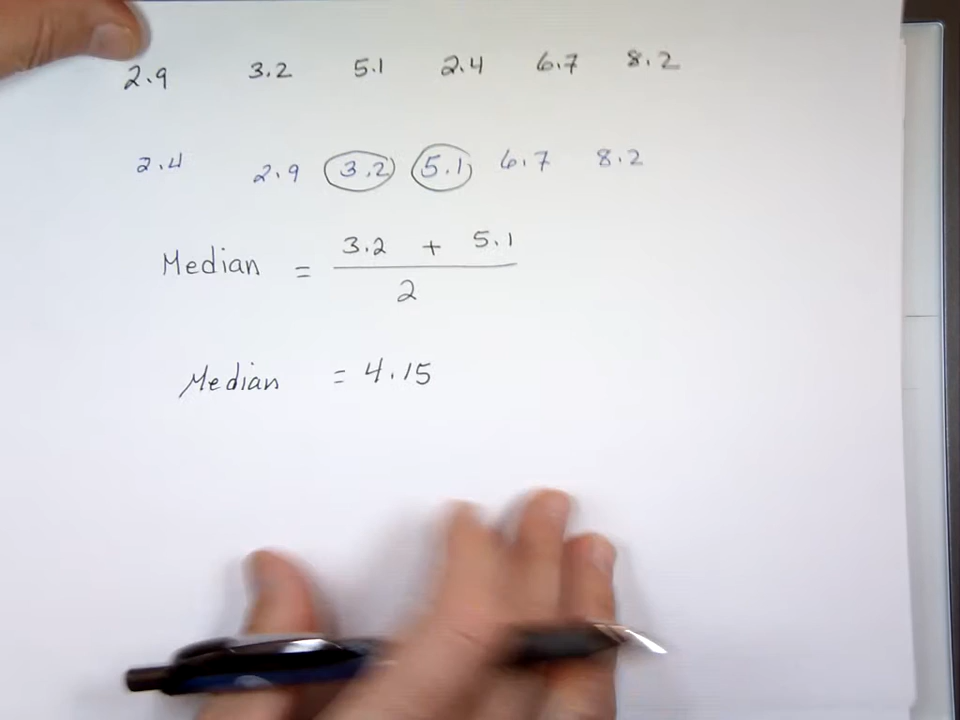 2.9 3.2 5.1 2.4 6.7 8.2
2.4 2.9 3.2 5.1 6.7 8.2
Median = 3.2 + 5.1
2
Median = 4.15